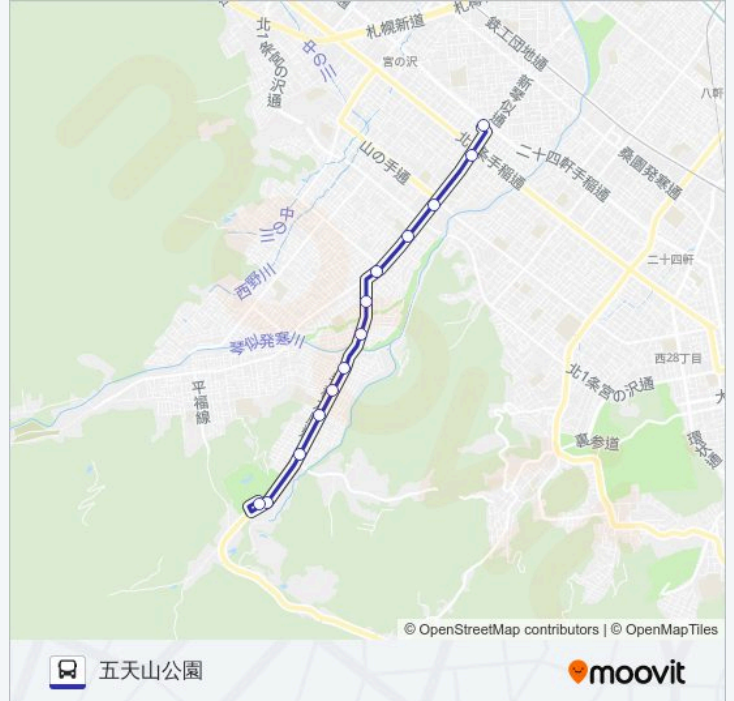 札幌新道
鉄工団地通
北1条宮の沢通
中の川
宮の沢
新琴似通
八軒
山の手通
二十四軒手稲通
桑園発寒通
中の川
二十四軒
西野川
琴似発寒川
西28丁目
平福線
北1条宮の沢通
裏参道
環状通
© OpenStreetMap contributors | © OpenMapTiles
五天山公園
moovit